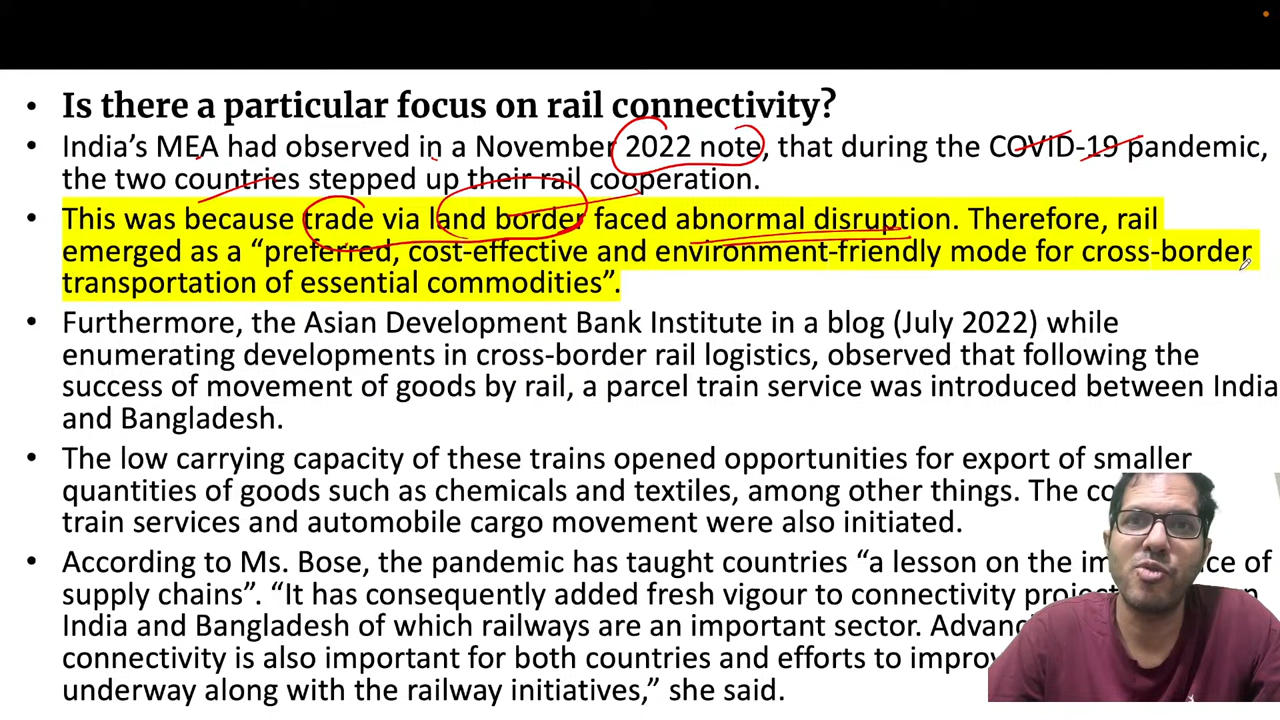 • Is there a particular focus on rail connectivity?
• India's MEA had observed in a November 2022 note, that during the COVID-19 pandemic,
the two countries stepped up their rail cooperation.
• This was because trade via land border faced abnormal disruption. Therefore, rail
emerged as a “preferred, cost-effective and environment-friendly mode for cross-border
transportation of essential commodities”.
• Furthermore, the Asian Development Bank Institute in a blog (July 2022) while
enumerating developments in cross-border rail logistics, observed that following the
success of movement of goods by rail, a parcel train service was introduced between India
and Bangladesh.
• The low carrying capacity of these trains opened opportunities for export of smaller
quantities of goods such as chemicals and textiles, among other things. The
train services and automobile cargo movement were also initiated.
• According to Ms. Bose, the pandemic has taught countries “a lesson on the of
supply chains”. “It has consequently added fresh vigour to connectivity
India and Bangladesh of which railways are an important sector.
connectivity is also important for both countries and efforts to
underway along with the railway initiatives,” she said.